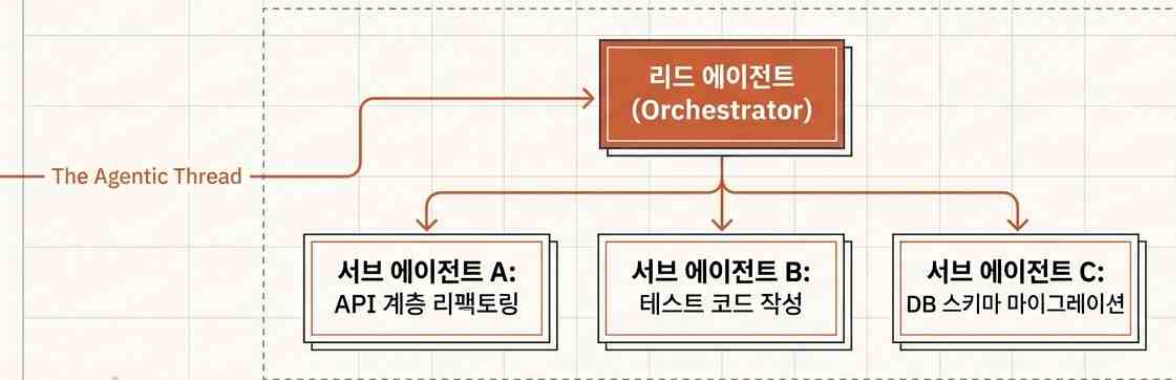 리드 에이전트
(Orchestrator)
The Agentic Thread
서브 에이전트 A:
API 계층 리팩토링
서브 에이전트 B:
테스트 코드 작성
서브 에이전트 C:
DB 스키마 마이그레이션